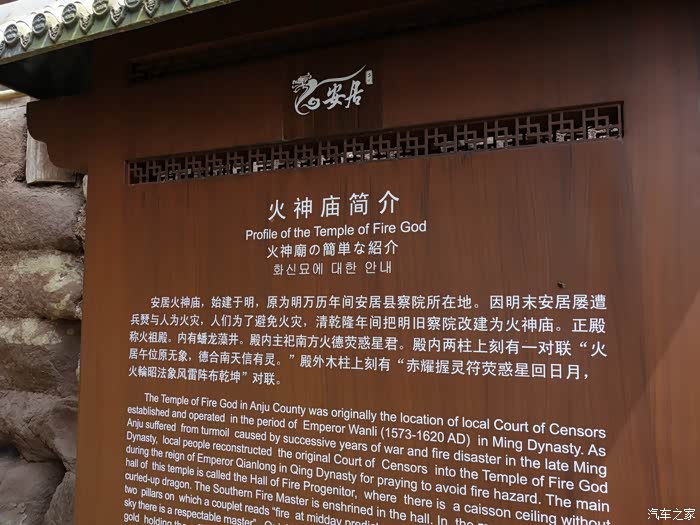 安居
火神庙简介
Profile of the Temple of Fire God
火神廟の簡単な紹介
화신묘에 대한 안내
安居火神庙，始建于明，原为明万历年间安居县察院所在地。因明末安居屡遭
兵燹与人为火灾，人们为了避免火灾，清乾隆年间把明旧察院改建为火神庙。正殿
称火祖殿。内有蟠龙藻井。殿内主祀南方火德荧惑星君。殿内两柱上刻有一对联“火
居午位原无象，德合南天信有灵。”殿外木柱上刻有“赤耀握灵符荧惑星回日月，
火輪昭法象风雷阵布乾坤”对联。
The Temple of Fire God in Anju County was originally the location of local Court of Censors
established and operated in the period of Emperor Wanli (1573-1620 AD) in Ming Dynasty. As
Anju suffered from turmoil caused by successive years of war and fire disaster in the late Ming
Dynasty, local people reconstructed the original Court of Censors into the Temple of Fire God
during the reign of Emperor Qianlong in Qing Dynasty for praying to avoid fire hazard. The main
hall of this temple is called the Hall of Fire Progenitor, where there is a caisson ceiling without
curled-up dragon. The Southern Fire Master is enshrined in the hall. In the
two pillars on which a couplet reads “fire at midday
sky there is a respectable master”.
gold holding the
汽车之家